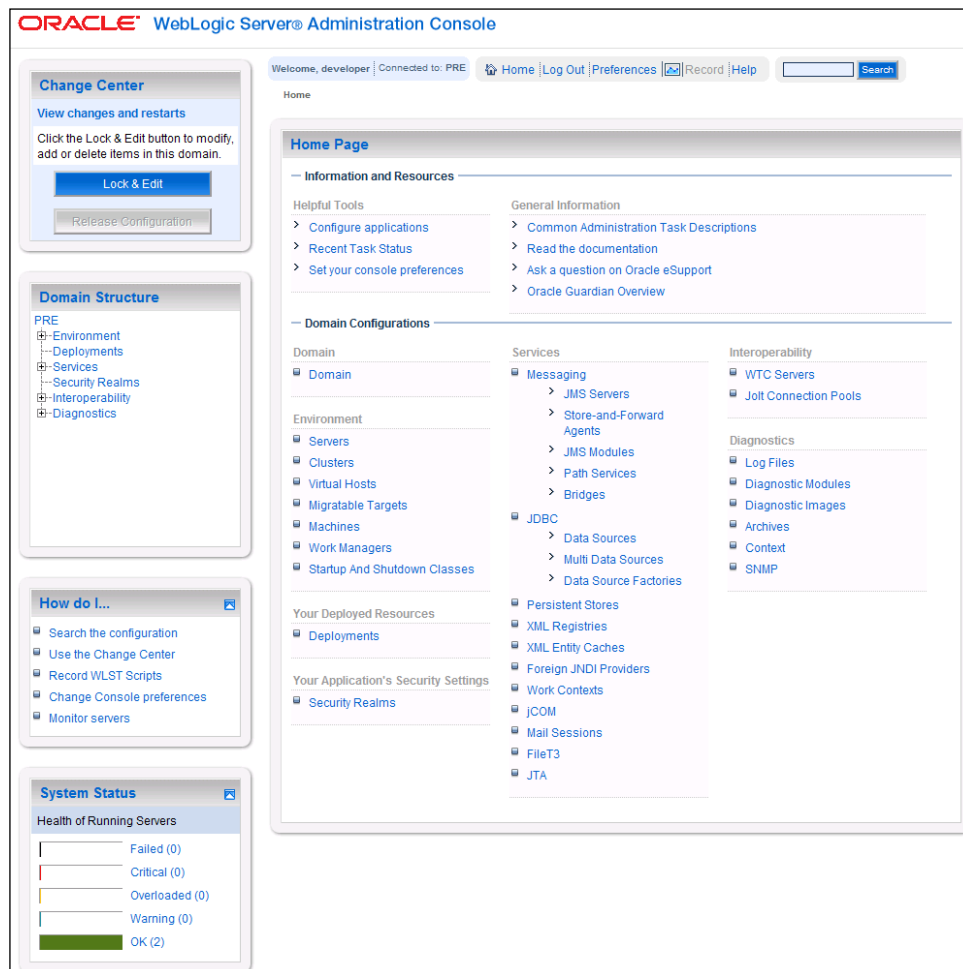 ORACLE® WebLogic Server® Administration Console
Change Center
View changes and restarts
Click the Lock & Edit button to modify,
add or delete items in this domain.
Lock & Edit
Release Configuration
Domain Structure
PRE
Environment
Deployments
Services
Security Realms
Interoperability
Diagnostics
How do I...
Search the configuration
Use the Change Center
Record WLST Scripts
Change Console preferences
Monitor servers
System Status
Health of Running Servers
Failed (0)
Critical (0)
Overloaded (0)
Warning (0)
OK (2)
Welcome, developer Connected to: PRE Home Log Out Preferences Record Help Search
Home
Home Page
Information and Resources
Helpful Tools
Configure applications
Recent Task Status
Set your console preferences
General Information
Common Administration Task Descriptions
Read the documentation
Ask a question on Oracle eSupport
Oracle Guardian Overview
Domain Configurations
Domain
Domain
Environment
Servers
Clusters
Virtual Hosts
Migratable Targets
Machines
Work Managers
Startup And Shutdown Classes
Your Deployed Resources
Deployments
Your Application's Security Settings
Security Realms
Services
Messaging
JMS Servers
Store-and-Forward
Agents
JMS Modules
Path Services
Bridges
JDBC
Data Sources
Multi Data Sources
Data Source Factories
Persistent Stores
XML Registries
XML Entity Caches
Foreign JNDI Providers
Work Contexts
jCOM
Mail Sessions
FileT3
JTA
Interoperability
WTC Servers
Jolt Connection Pools
Diagnostics
Log Files
Diagnostic Modules
Diagnostic Images
Archives
Context
SNMP